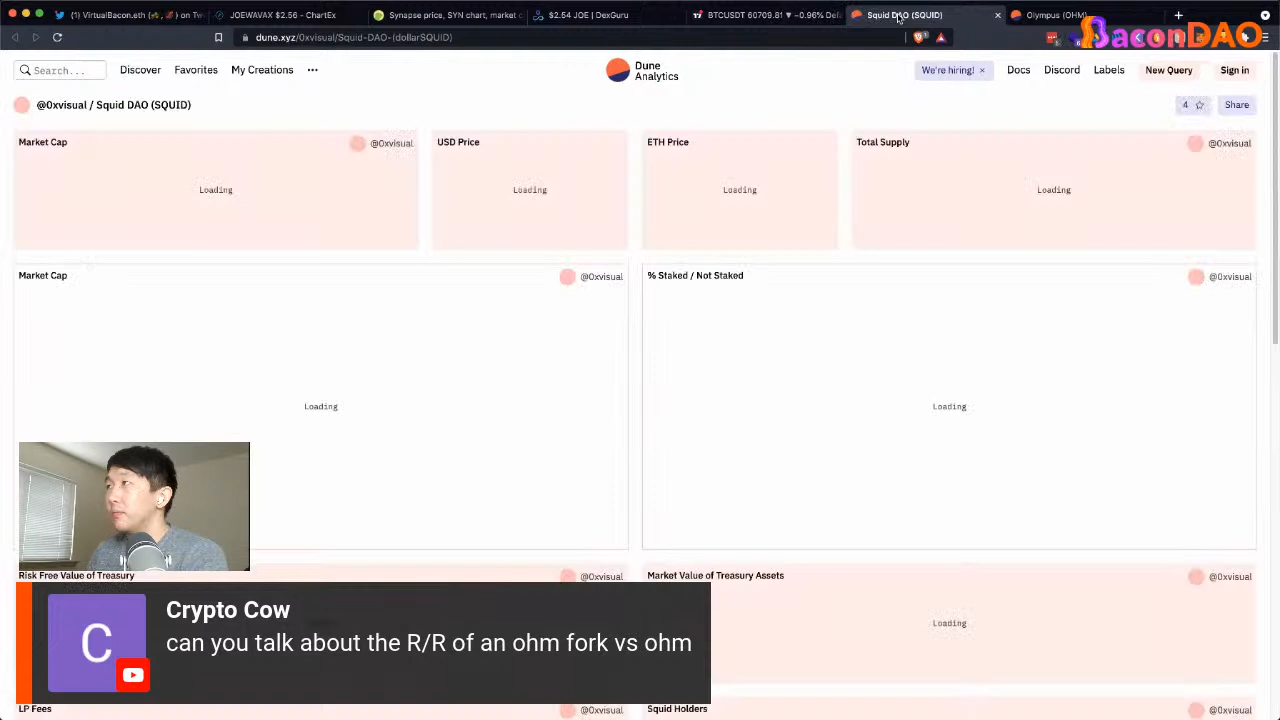 (1) VirtualBacon.eth
on Tw
JOEWAVAX $2.56 - ChartEx
Synapse price, SYN chart, market c
$2.54 JOE | DexGuru
BTCUSDT 60709.81 ▼ −0.96% Def
Squid DAO (SQUID)
Olympus (OHM)
BaconDAO
dune.xyz/0xvisual/Squid-DAO-(dollarSQUID)
Search...
Discover
Favorites
My Creations
Dune
Analytics
We're hiring!
Docs
Discord
Labels
New Query
Sign in
@0xvisual / Squid DAO (SQUID)
4
Share
Market Cap
@0xvisual
USD Price
ETH Price
Total Supply
@0xvisual
Loading
Loading
Loading
Loading
Market Cap
@0xvisual
% Staked / Not Staked
@0xvisual
Loading
Loading
Risk Free Value of Treasury
@0xvisual
Market Value of Treasury Assets
@0xvisual
Loading
Crypto Cow
C
can you talk about the R/R of an ohm fork vs ohm
LP Fees
@0xvisual
Squid Holders
@0xvisual